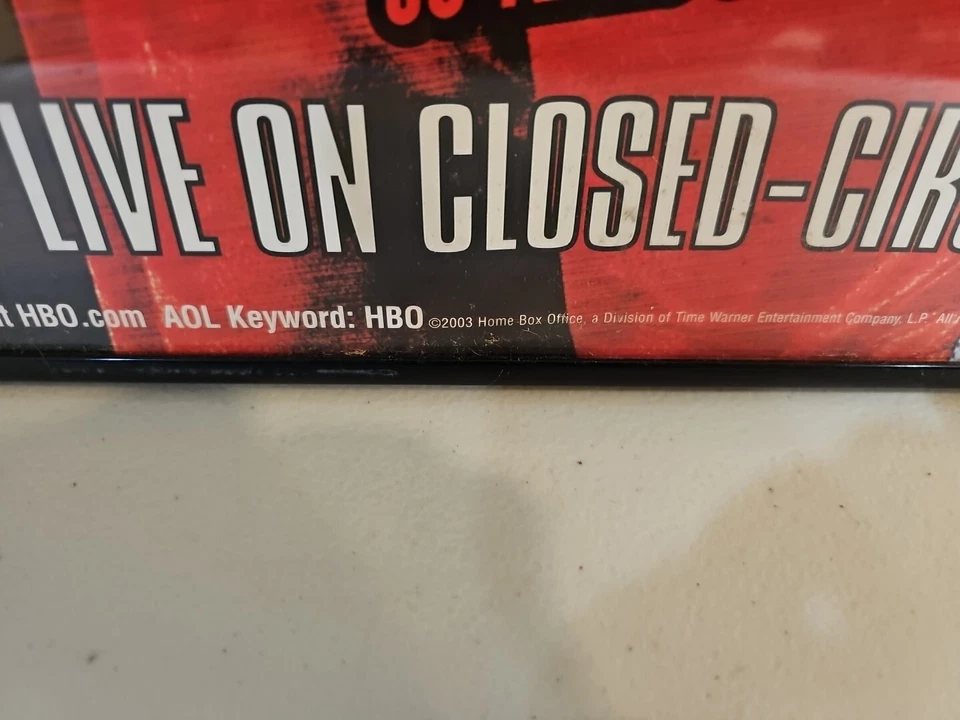 LIVE ON CLOSED-CIR
HBO.com AOL Keyword: HBO ©2003 Home Box Office, a Division of Time Warner Entertainment Company, L.P. All